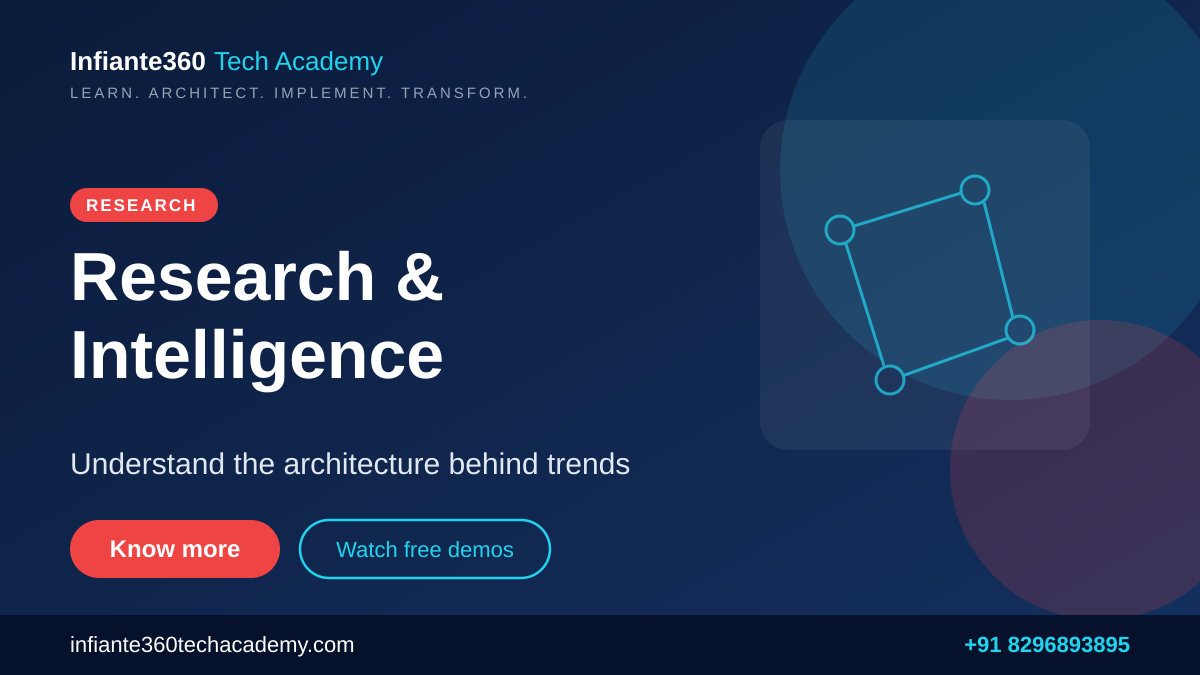 Infiante360 Tech Academy
LEARN. ARCHITECT. IMPLEMENT. TRANSFORM.
RESEARCH
Research &
Intelligence
Understand the architecture behind trends
Know more
Watch free demos
infiante360techacademy.com
+91 8296893895